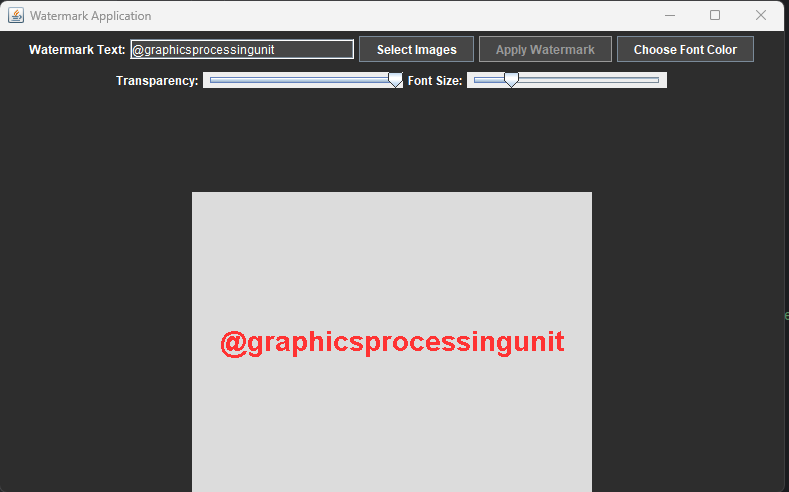 Watermark Application
Watermark Text: @graphicsprocessingunit Select Images Apply Watermark Choose Font Color
Transparency: Font Size:
@graphicsprocessingunit